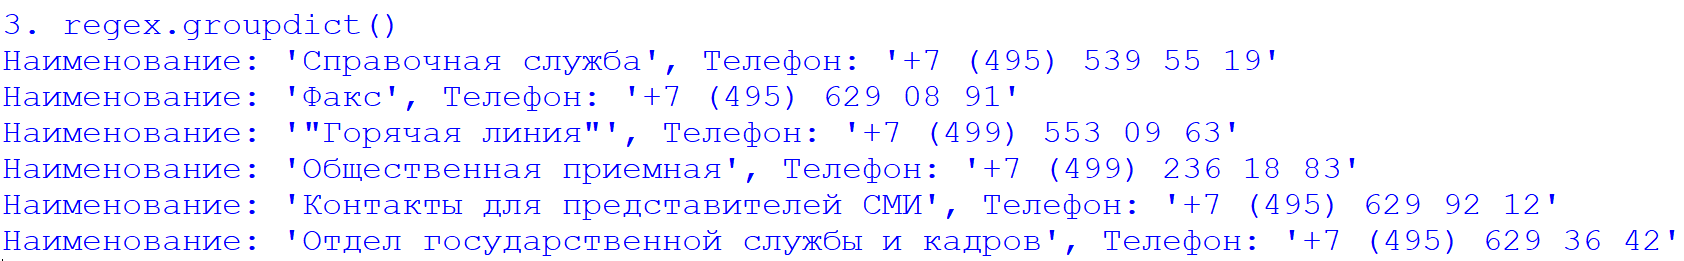 3. regex.groupdict()
Наименование: 'Справочная служба', Телефон: '+7 (495) 539 55 19'
Наименование: 'Факс', Телефон: '+7 (495) 629 08 91'
Наименование: '"Горячая линия"', Телефон: '+7 (499) 553 09 63'
Наименование: 'Общественная приемная', Телефон: '+7 (499) 236 18 83'
Наименование: 'Контакты для представителей СМИ', Телефон: '+7 (495) 629 92 12'
Наименование: 'Отдел государственной службы и кадров', Телефон: '+7 (495) 629 36 42'